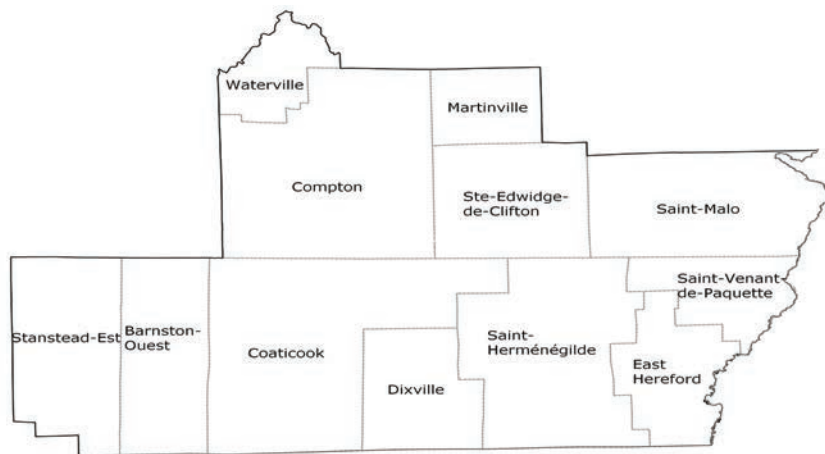 Waterville
Martinville
Compton
Ste-Edwidge-
de-Clifton
Saint-Malo
Saint-Venant-
de-Paquette
Stanstead-Est
Barnston-
Ouest
Coaticook
Saint-
Herménégilde
East
Hereford
Dixville